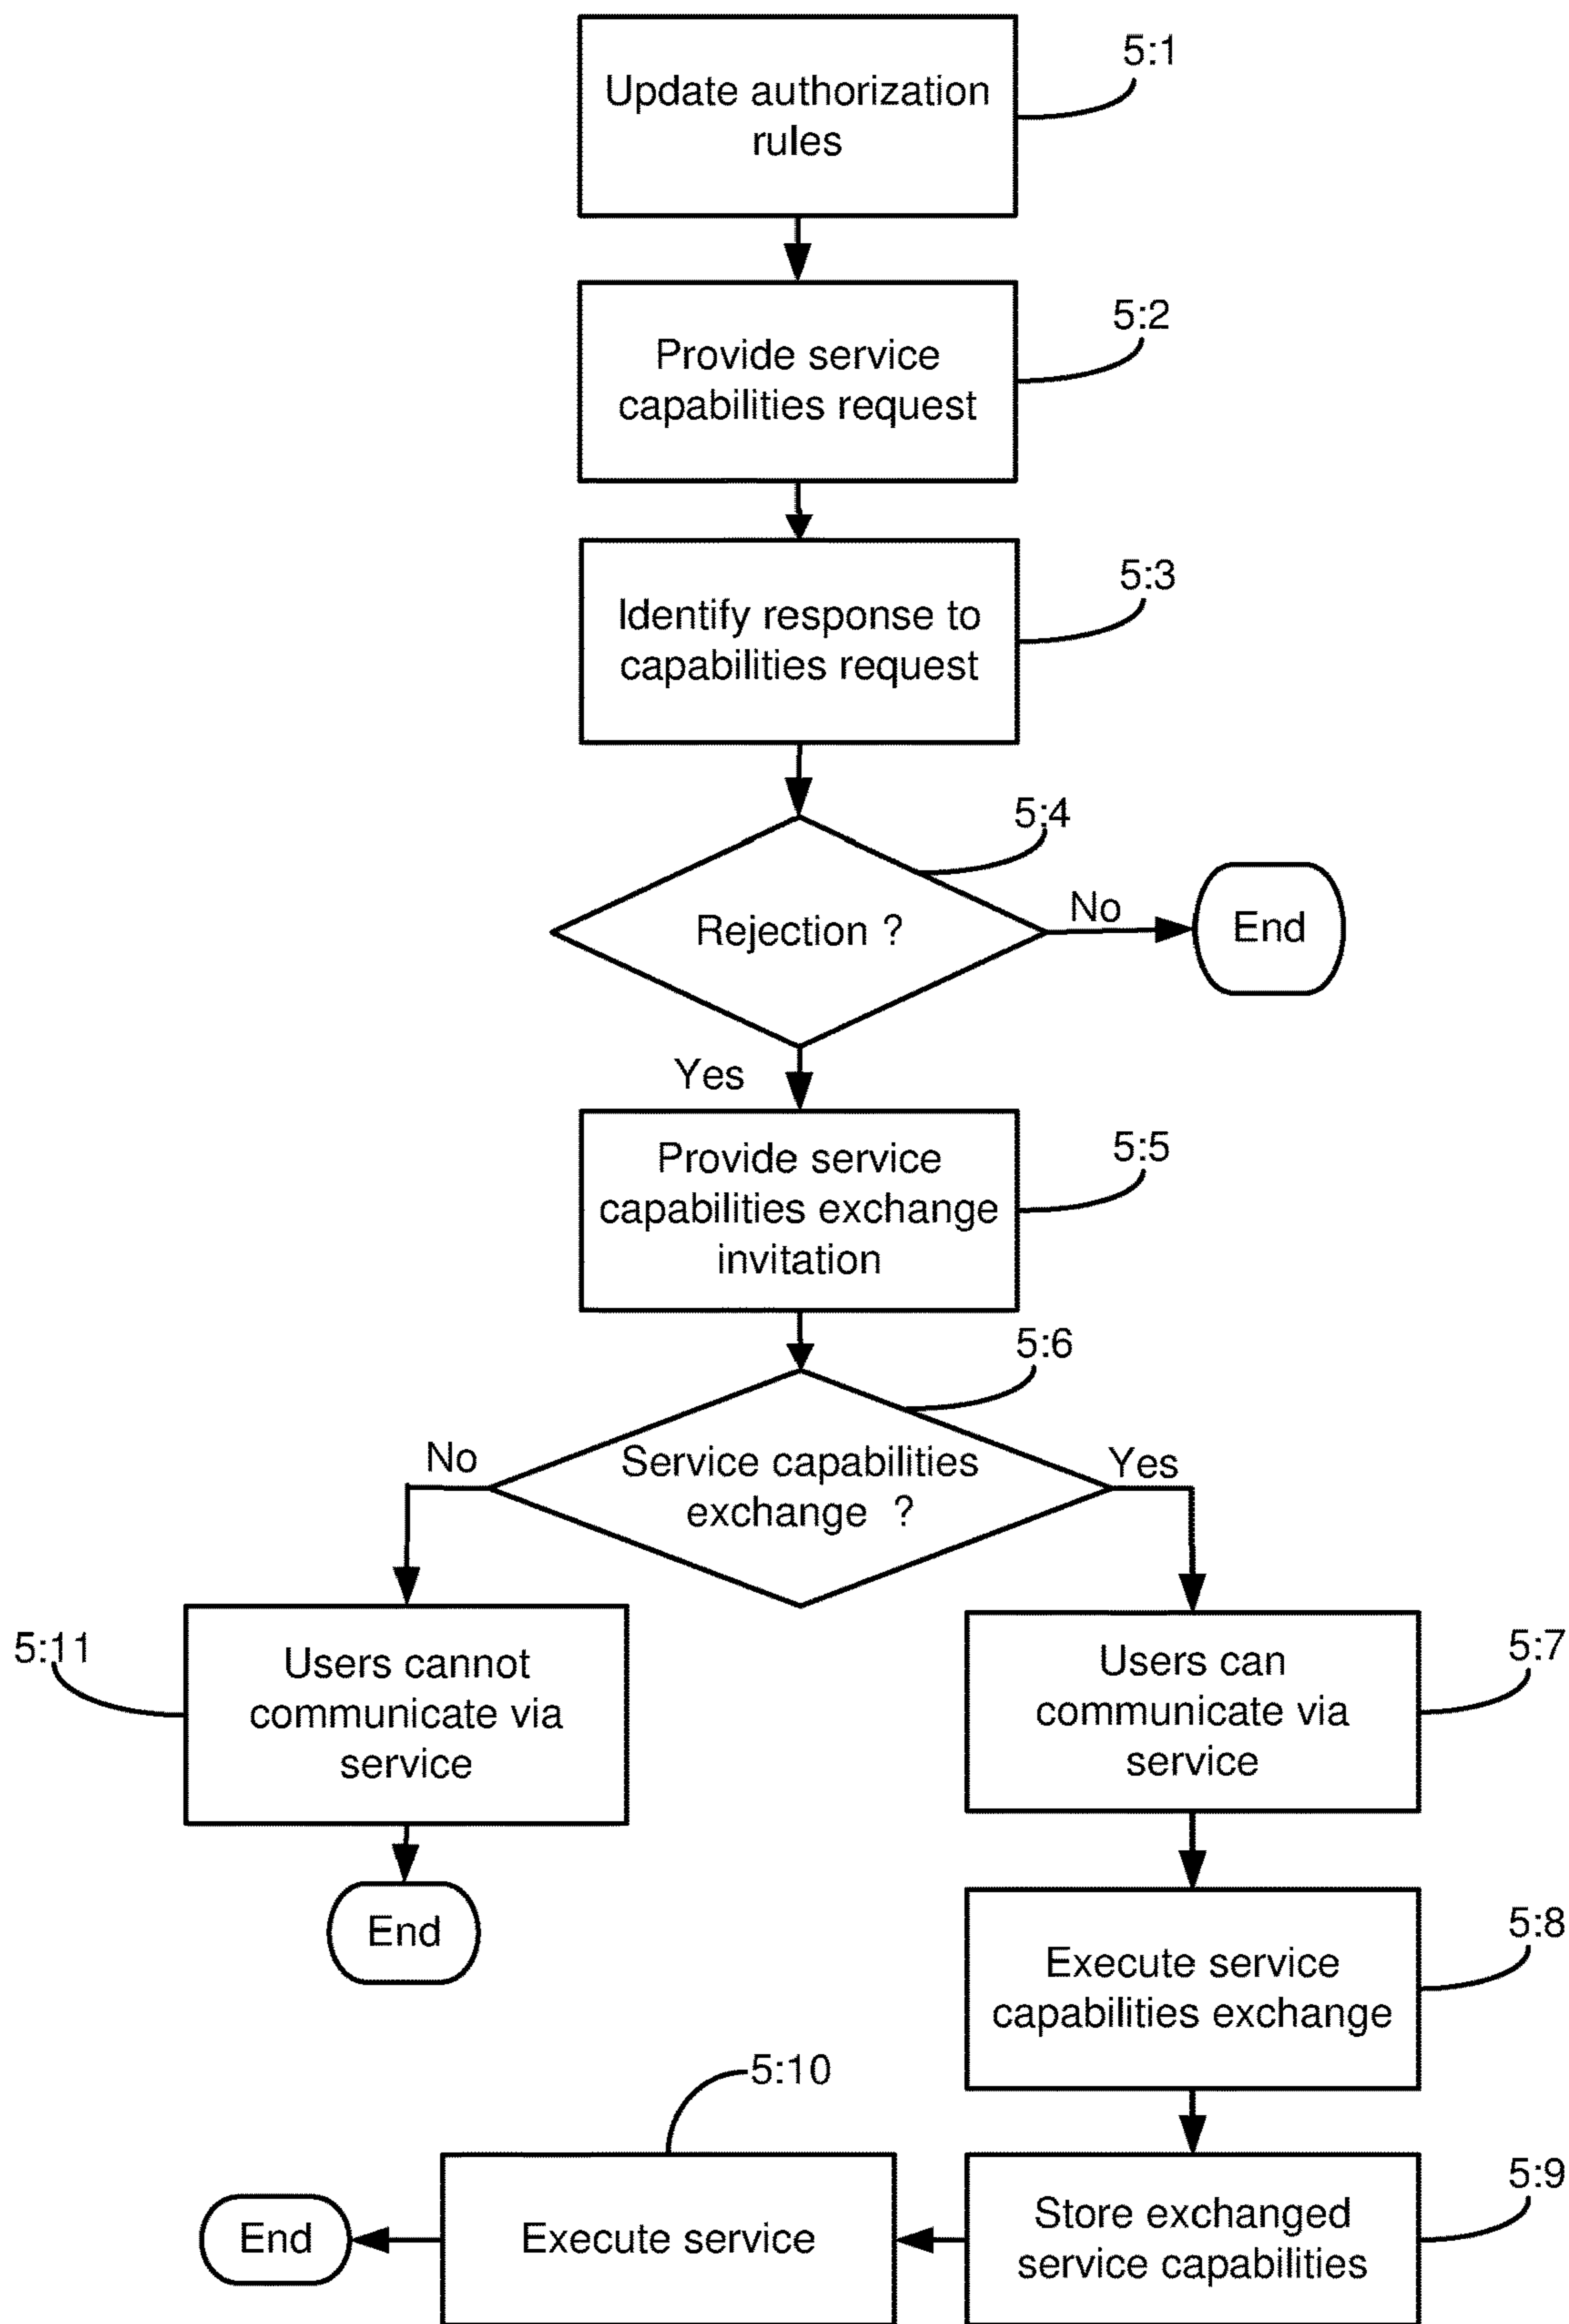 5:1
Update authorization
rules
5:2
Provide service
capabilities request
5:3
Identify response to
capabilities request
5:4
Rejection ?
No
End
Yes
Provide service
capabilities exchange
invitation
5:5
5:6
No
Service capabilities
exchange ?
Yes
5:11
Users cannot
communicate via
service
End
Users can
communicate via
service
5:7
Execute service
capabilities exchange
5:8
5:10
End
Execute service
Store exchanged
service capabilities
5:9